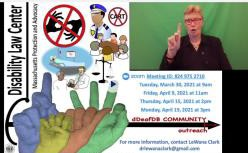 Disability Law Center
Massachusetts Protection and Advocacy
CART
zoom Meeting ID: 824 575 2710
Tuesday, March 30, 2021 at 9am
Friday, April 9, 2021 at 11am
Thursday, April 15, 2021 at 2pm
Monday, April 19, 2021 at 3pm
dDeafDB COMMUNITY
outreach
For more information, contact LeWana Clark
drlewanaclark@gmail.com